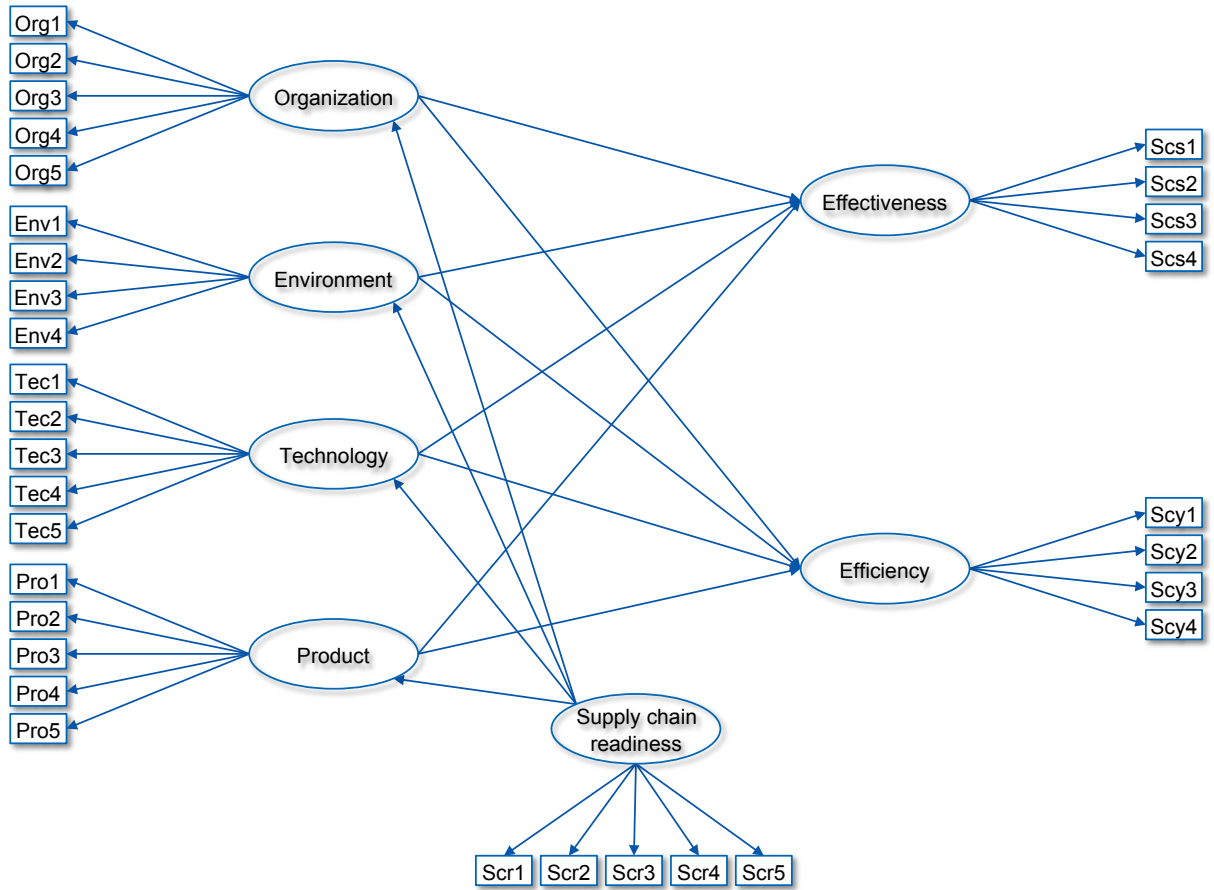 Org1
Org2
Org3
Org4
Org5
Organization
Env1
Env2
Env3
Env4
Environment
Tec1
Tec2
Tec3
Tec4
Tec5
Technology
Pro1
Pro2
Pro3
Pro4
Pro5
Product
Supply chain
readiness
Scr1
Scr2
Scr3
Scr4
Scr5
Effectiveness
Scs1
Scs2
Scs3
Scs4
Efficiency
Scy1
Scy2
Scy3
Scy4